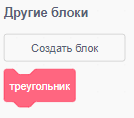 Другие блоки
Создать блок
треугольник